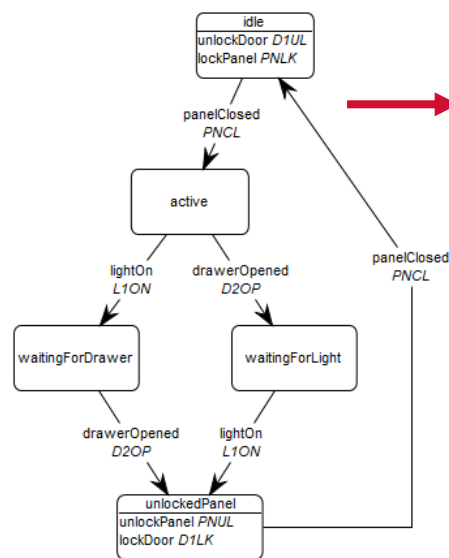 idle
unlockDoor D1UL
lockPanel PNLK
panelClosed
PNCL
active
panelClosed
PNCL
lightOn
L1ON
drawerOpened
D2OP
waitingForDrawer
waitingForLight
drawerOpened
D2OP
lightOn
L1ON
unlockedPanel
unlockPanel PNUL
lockDoor D1LK